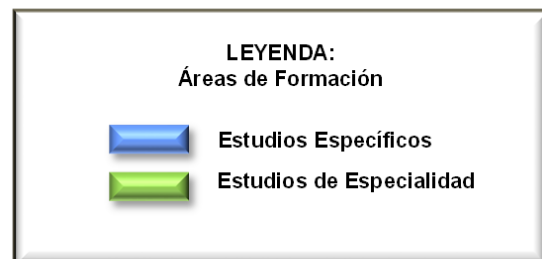 LEYENDA:
Áreas de Formación
Estudios Específicos
Estudios de Especialidad